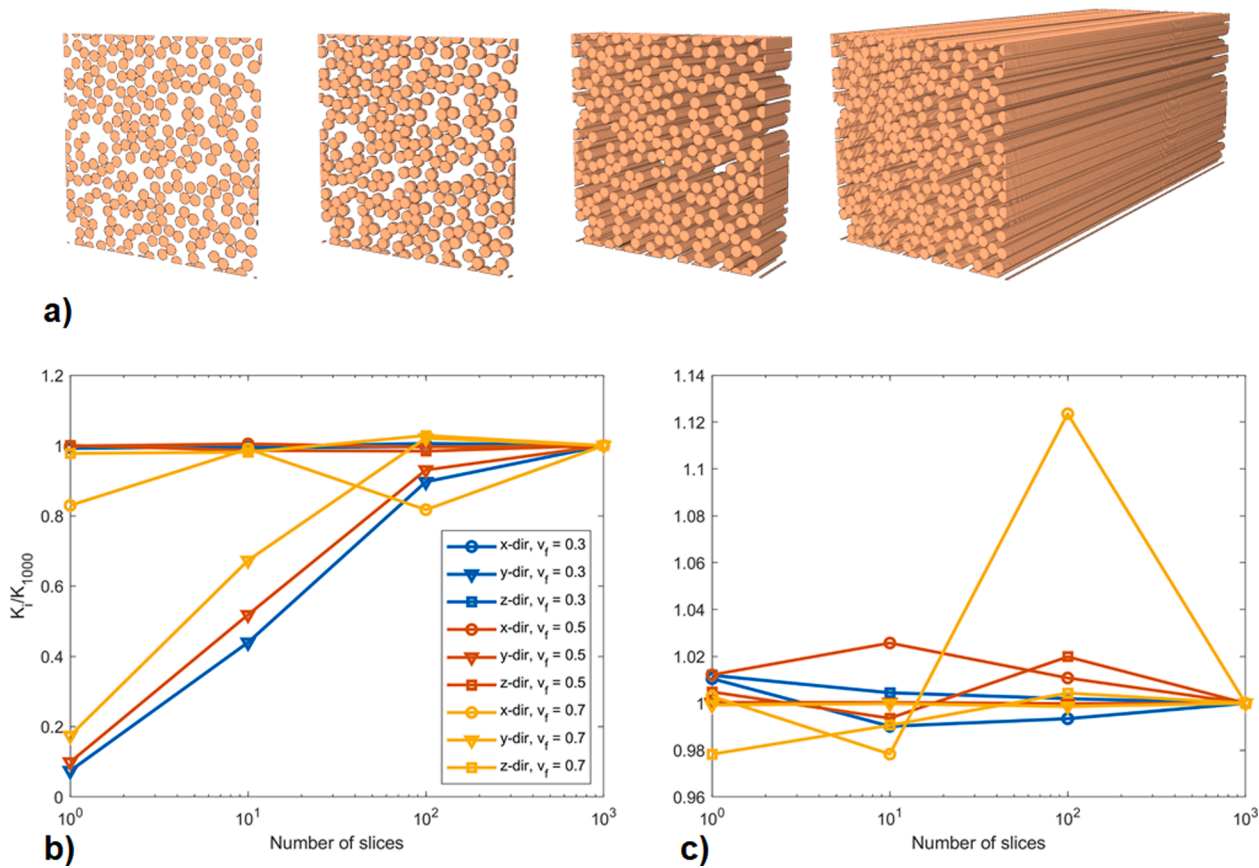 a)
1.2
1
0.8
0.6
0.4
0.2
0
K_i/K_1000
10^0
10^1
10^2
10^3
Number of slices
x-dir, v_f = 0.3
y-dir, v_f = 0.3
z-dir, v_f = 0.3
x-dir, v_f = 0.5
y-dir, v_f = 0.5
z-dir, v_f = 0.5
x-dir, v_f = 0.7
y-dir, v_f = 0.7
z-dir, v_f = 0.7
b)
1.14
1.12
1.1
1.08
1.06
1.04
1.02
1
0.98
0.96
10^0
10^1
10^2
10^3
Number of slices
c)